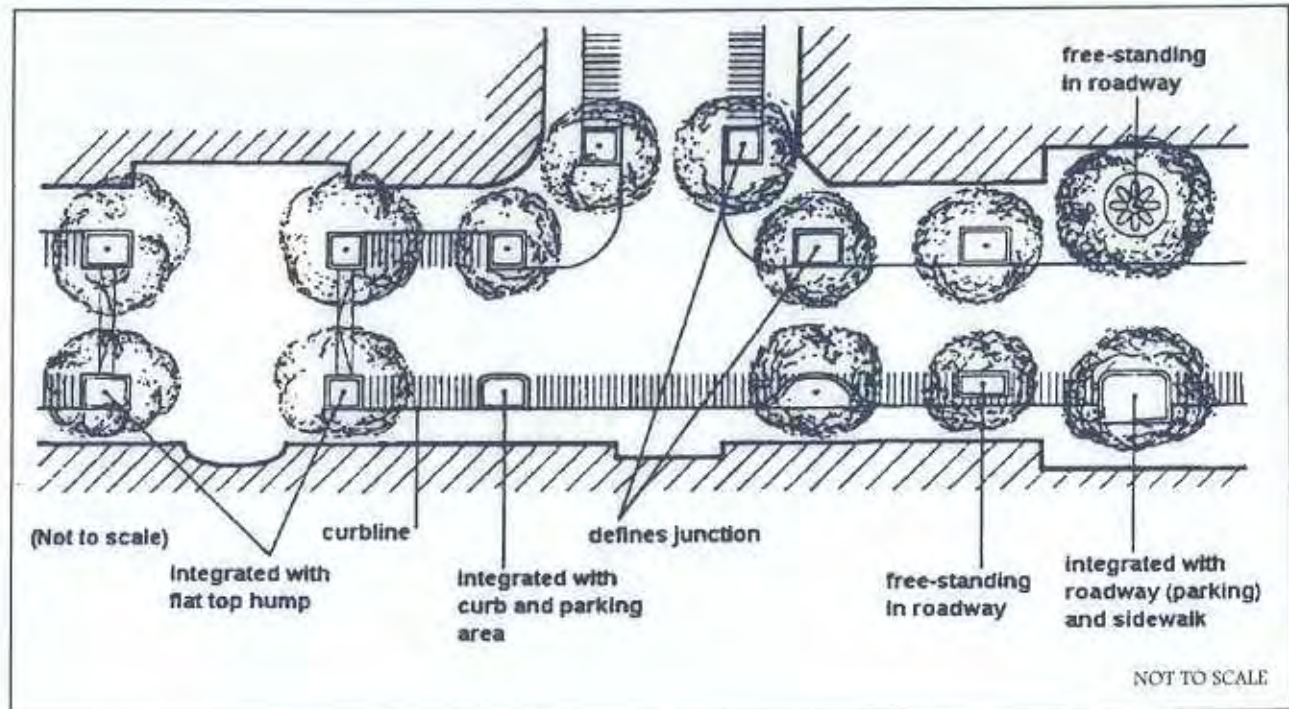 free-standing
in roadway
(Not to scale)
integrated with
flat top hump
curbline
integrated with
curb and parking
area
defines junction
free-standing
in roadway
integrated with
roadway (parking)
and sidewalk
NOT TO SCALE